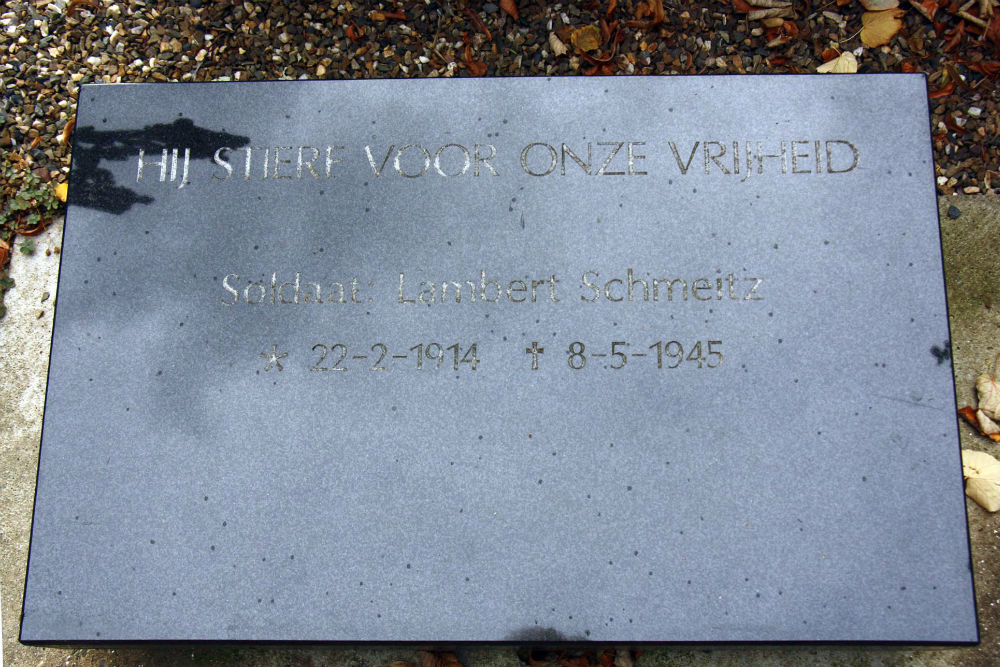 HIJ STIERF VOOR ONZE VRIJHEID
Soldaat: Lambert Schmeitz
* 22-2-1914 † 8-5-1945